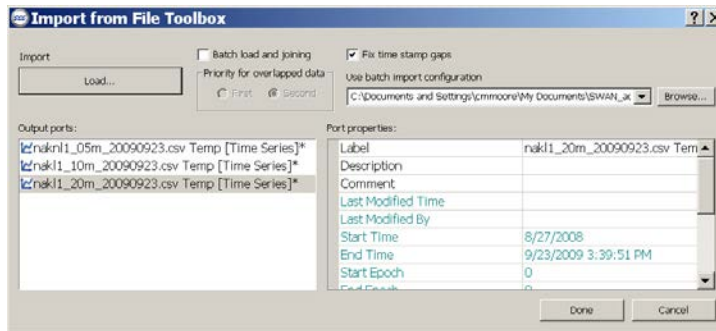 Import from File Toolbox
Import
Batch load and joining
Fix time stamp gaps
Load...
Priority for overlapped data
First
Second
Use batch import configuration
C:\Documents and Settings\cmmoore\My Documents\SWAN_ac
Browse...
Output ports:
naknl1_05m_20090923.csv Temp [Time Series]*
nakl1_10m_20090923.csv Temp [Time Series]*
nakl1_20m_20090923.csv Temp [Time Series]*
Port properties:
Label nakl1_20m_20090923.csv Tem
Description
Comment
Last Modified Time
Last Modified By
Start Time 8/27/2008
End Time 9/23/2009 3:39:51 PM
Start Epoch 0
End Epoch 0
Done
Cancel